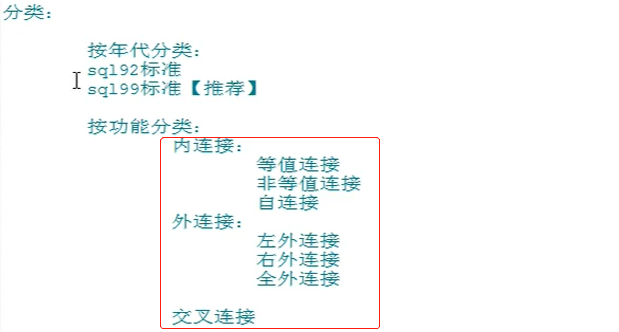 分类：
按年代分类：
sql92标准
sql99标准【推荐】
按功能分类：
内连接：
等值连接
非等值连接
自连接
外连接：
左外连接
右外连接
全外连接
交叉连接